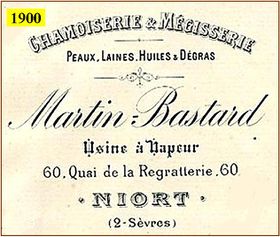 1900
CHAMOISERIE & MÉGISSERIE
PEAUX, LAINES, HUILES & DÉGRAS
Martin-Bastard
Usine à Vapeur
60, Quai de la Regratterie, 60
· NIORT ·
(2-Sèvres)